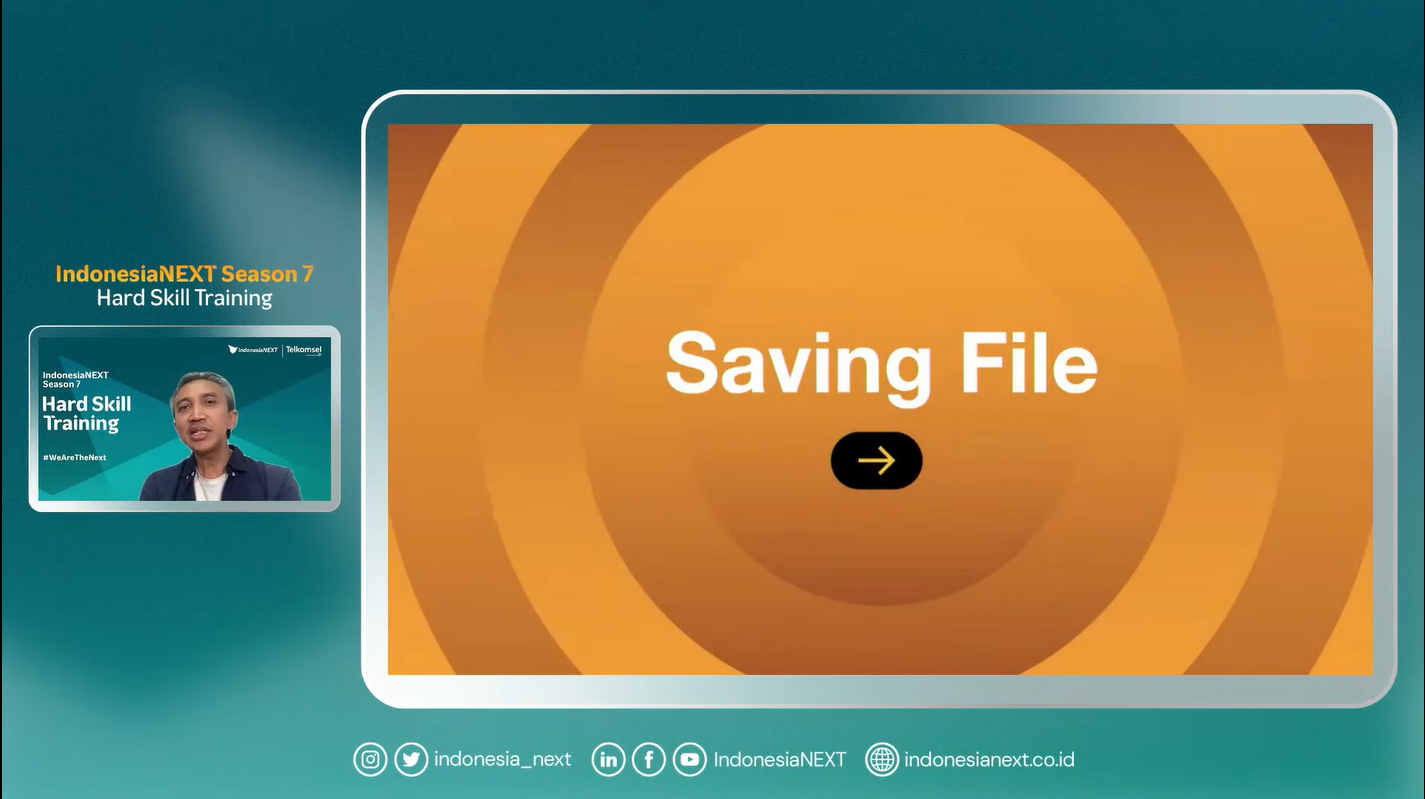 IndonesiaNEXT Season 7
Hard Skill Training
IndonesiaNEXT
Telkomsel
IndonesiaNEXT
Season 7
Hard Skill
Training
#WeAreTheNext
Saving File
indonesia_next
IndonesiaNEXT
indonesianext.co.id